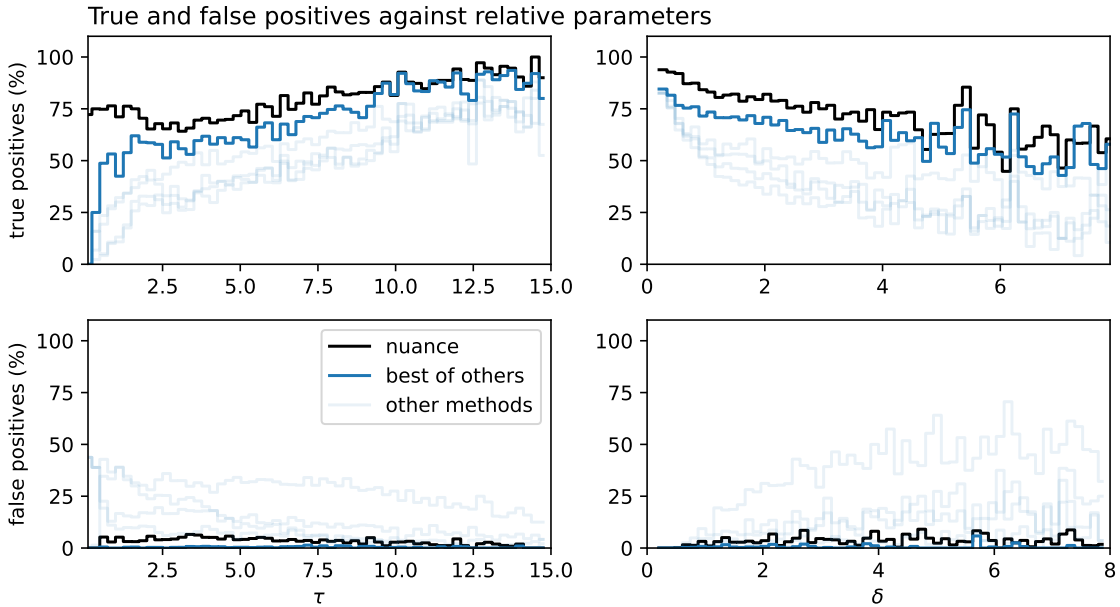 True and false positives against relative parameters
true positives (%)
100
75
50
25
0
2.5 5.0 7.5 10.0 12.5 15.0
100
75
50
25
0
0 2 4 6
false positives (%)
100
75
50
25
0
nuance
best of others
other methods
2.5 5.0 7.5 10.0 12.5 15.0
τ
100
75
50
25
0
0 2 4 6 8
δ